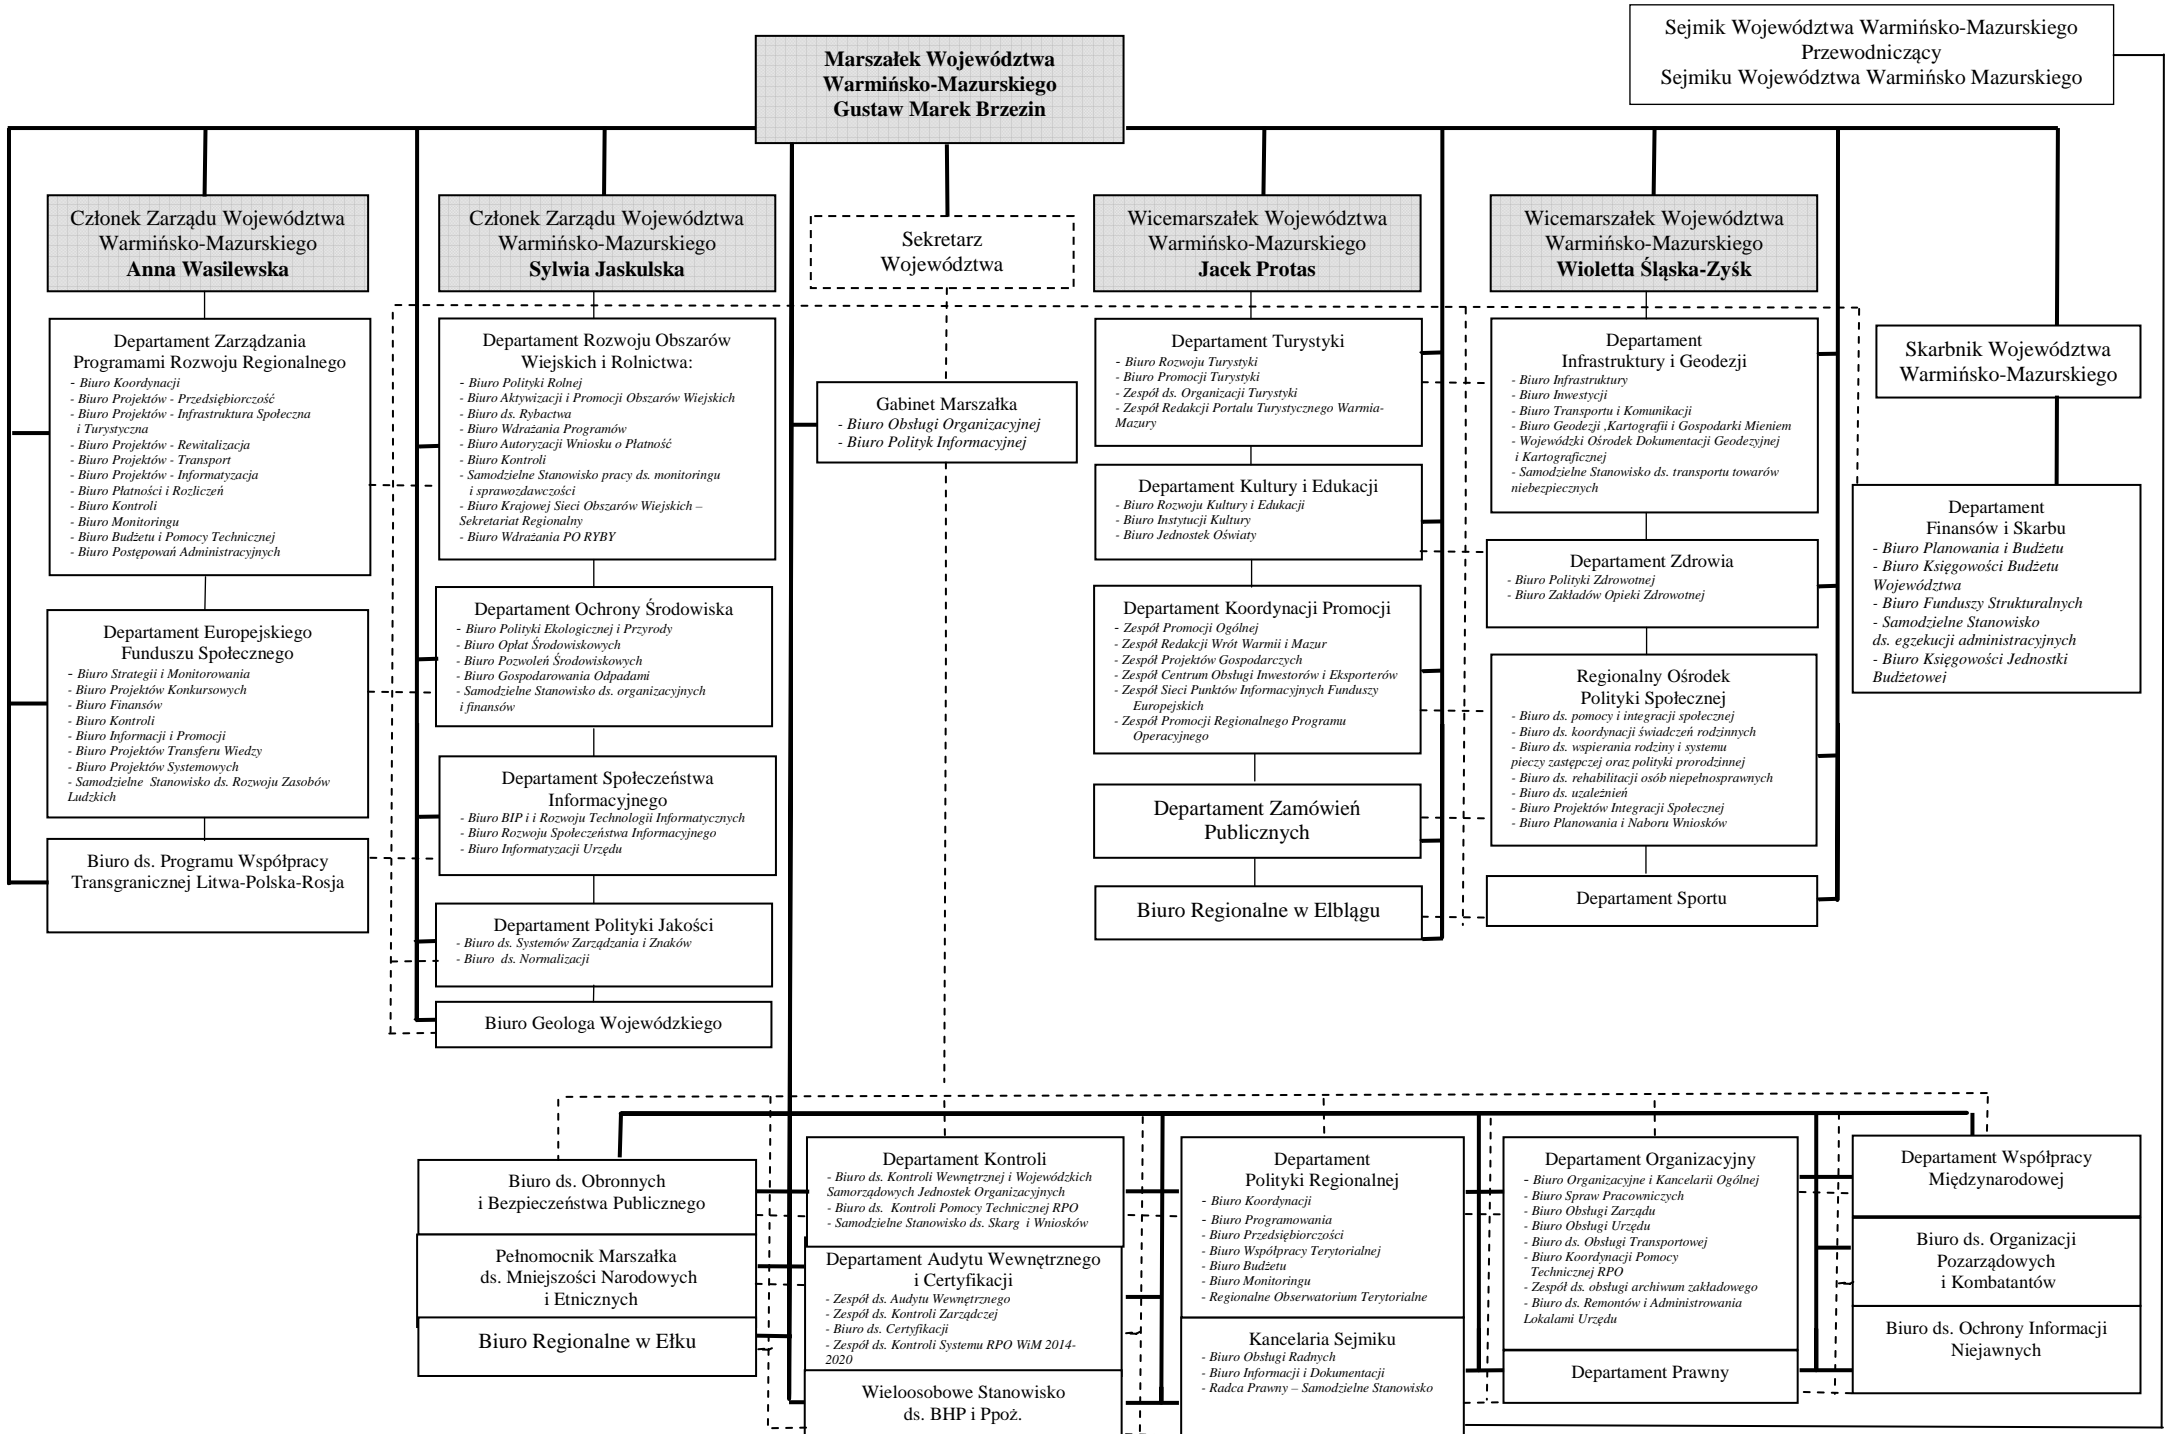 Sejmik Województwa Warmińsko-Mazurskiego
Przewodniczący
Sejmiku Województwa Warmińsko Mazurskiego
Marszałek Województwa
Warmińsko-Mazurskiego
Gustaw Marek Brzezin
Członek Zarządu Województwa
Warmińsko-Mazurskiego
Anna Wasilewska
Członek Zarządu Województwa
Warmińsko-Mazurskiego
Sylwia Jaskulska
Sekretarz
Województwa
Wicemarszałek Województwa
Warmińsko-Mazurskiego
Jacek Protas
Wicemarszałek Województwa
Warmińsko-Mazurskiego
Wioletta Śląska-Zyśk
Departament Zarządzania
Programami Rozwoju Regionalnego
- Biuro Koordynacji
- Biuro Projektów - Przedsiębiorczość
- Biuro Projektów - Infrastruktura Społeczna
i Turystyczna
- Biuro Projektów - Rewitalizacja
- Biuro Projektów - Transport
- Biuro Projektów - Informatyzacja
- Biuro Płatności i Rozliczeń
- Biuro Kontroli
- Biuro Monitoringu
- Biuro Budżetu i Pomocy Technicznej
- Biuro Postępowań Administracyjnych
Departament Europejskiego
Funduszu Społecznego
- Biuro Strategii i Monitorowania
- Biuro Projektów Konkursowych
- Biuro Finansów
- Biuro Kontroli
- Biuro Informacji i Promocji
- Biuro Projektów Transferu Wiedzy
- Biuro Projektów Systemowych
- Samodzielne Stanowisko ds. Rozwoju Zasobów
Ludzkich
Biuro ds. Programu Współpracy
Transgranicznej Litwa-Polska-Rosja
Departament Rozwoju Obszarów
Wiejskich i Rolnictwa:
- Biuro Polityki Rolnej
- Biuro Aktywizacji i Promocji Obszarów Wiejskich
- Biuro ds. Rybactwa
- Biuro Wdrażania Programów
- Biuro Autoryzacji Wniosku o Płatność
- Biuro Kontroli
- Samodzielne Stanowisko pracy ds. monitoringu
i sprawozdawczości
- Biuro Krajowej Sieci Obszarów Wiejskich –
Sekretariat Regionalny
- Biuro Wdrażania PO RYBY
Departament Ochrony Środowiska
- Biuro Polityki Ekologicznej i Przyrody
- Biuro Opłat Środowiskowych
- Biuro Pozwoleń Środowiskowych
- Biuro Gospodarowania Odpadami
- Samodzielne Stanowisko ds. organizacyjnych
i finansów
Departament Społeczeństwa
Informacyjnego
- Biuro BIP i i Rozwoju Technologii Informatycznych
- Biuro Rozwoju Społeczeństwa Informacyjnego
- Biuro Informatyzacji Urzędu
Departament Polityki Jakości
- Biuro ds. Systemów Zarządzania i Znaków
- Biuro ds. Normalizacji
Biuro Geologa Wojewódzkiego
Gabinet Marszałka
- Biuro Obsługi Organizacyjnej
- Biuro Polityk Informacyjnej
Departament Turystyki
- Biuro Rozwoju Turystyki
- Biuro Promocji Turystyki
- Zespół ds. Organizacji Turystyki
- Zespół Redakcji Portalu Turystycznego Warmia-
Mazury
Departament Kultury i Edukacji
- Biuro Rozwoju Kultury i Edukacji
- Biuro Instytucji Kultury
- Biuro Jednostek Oświaty
Departament Koordynacji Promocji
- Zespół Promocji Ogólnej
- Zespół Redakcji Wrót Warmii i Mazur
- Zespół Projektów Gospodarczych
- Zespół Centrum Obsługi Inwestorów i Eksporterów
- Zespół Sieci Punktów Informacyjnych Funduszy
Europejskich
- Zespół Promocji Regionalnego Programu
Operacyjnego
Departament Zamówień
Publicznych
Biuro Regionalne w Elblągu
Departament
Infrastruktury i Geodezji
- Biuro Infrastruktury
- Biuro Inwestycji
- Biuro Transportu i Komunikacji
- Biuro Geodezji ,Kartografii i Gospodarki Mieniem
- Wojewódzki Ośrodek Dokumentacji Geodezyjnej
i Kartograficznej
- Samodzielne Stanowisko ds. transportu towarów
niebezpiecznych
Departament Zdrowia
- Biuro Polityki Zdrowotnej
- Biuro Zakładów Opieki Zdrowotnej
Regionalny Ośrodek
Polityki Społecznej
- Biuro ds. pomocy i integracji społecznej
- Biuro ds. koordynacji świadczeń rodzinnych
- Biuro ds. wspierania rodziny i systemu
pieczy zastępczej oraz polityki prorodzinnej
- Biuro ds. rehabilitacji osób niepełnosprawnych
- Biuro ds. uzależnień
- Biuro Projektów Integracji Społecznej
- Biuro Planowania i Naboru Wniosków
Departament Sportu
Skarbnik Województwa
Warmińsko-Mazurskiego
Departament
Finansów i Skarbu
- Biuro Planowania i Budżetu
- Biuro Księgowości Budżetu
Województwa
- Biuro Funduszy Strukturalnych
- Samodzielne Stanowisko
ds. egzekucji administracyjnych
- Biuro Księgowości Jednostki
Budżetowej
Biuro ds. Obronnych
i Bezpieczeństwa Publicznego
Pełnomocnik Marszałka
ds. Mniejszości Narodowych
i Etnicznych
Biuro Regionalne w Ełku
Departament Kontroli
- Biuro ds. Kontroli Wewnętrznej i Wojewódzkich
Samorządowych Jednostek Organizacyjnych
- Biuro ds. Kontroli Pomocy Technicznej RPO
- Samodzielne Stanowisko ds. Skarg i Wniosków
Departament Audytu Wewnętrznego
i Certyfikacji
- Zespół ds. Audytu Wewnętrznego
- Zespół ds. Kontroli Zarządczej
- Biuro ds. Certyfikacji
- Zespół ds. Kontroli Systemu RPO WiM 2014-
2020
Wieloosobowe Stanowisko
ds. BHP i Ppoż.
Departament
Polityki Regionalnej
- Biuro Koordynacji
- Biuro Programowania
- Biuro Przedsiębiorczości
- Biuro Współpracy Terytorialnej
- Biuro Budżetu
- Biuro Monitoringu
- Regionalne Obserwatorium Terytorialne
Kancelaria Sejmiku
- Biuro Obsługi Radnych
- Biuro Informacji i Dokumentacji
- Radca Prawny – Samodzielne Stanowisko
Departament Organizacyjny
- Biuro Organizacyjne i Kancelarii Ogólnej
- Biuro Spraw Pracowniczych
- Biuro Obsługi Zarządu
- Biuro Obsługi Urzędu
- Biuro ds. Obsługi Transportowej
- Biuro Koordynacji Pomocy
Technicznej RPO
- Zespół ds. obsługi archiwum zakładowego
- Biuro ds. Remontów i Administrowania
Lokalami Urzędu
Departament Prawny
Departament Współpracy
Międzynarodowej
Biuro ds. Organizacji
Pozarządowych
i Kombatantów
Biuro ds. Ochrony Informacji
Niejawnych